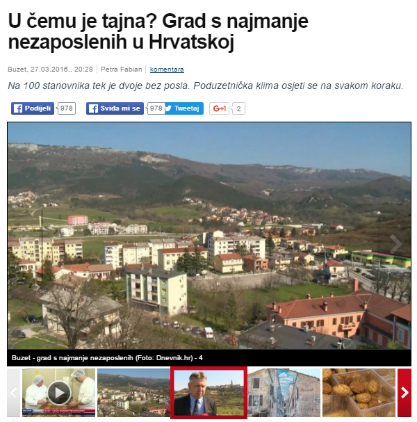 U čemu je tajna? Grad s najmanje
nezaposlenih u Hrvatskoj
Buzet, 27.03.2016., 20:28 | Petra Fabian | komentara
Na 100 stanovnika tek je dvoje bez posla. Poduzetnička klima osjeti se na svakom koraku.
Podijeli 978 Sviđa mi se 978 Tweetaj G+1 2
Buzet - grad s najmanje nezaposlenih (Foto: Dnevnik.hr) - 4